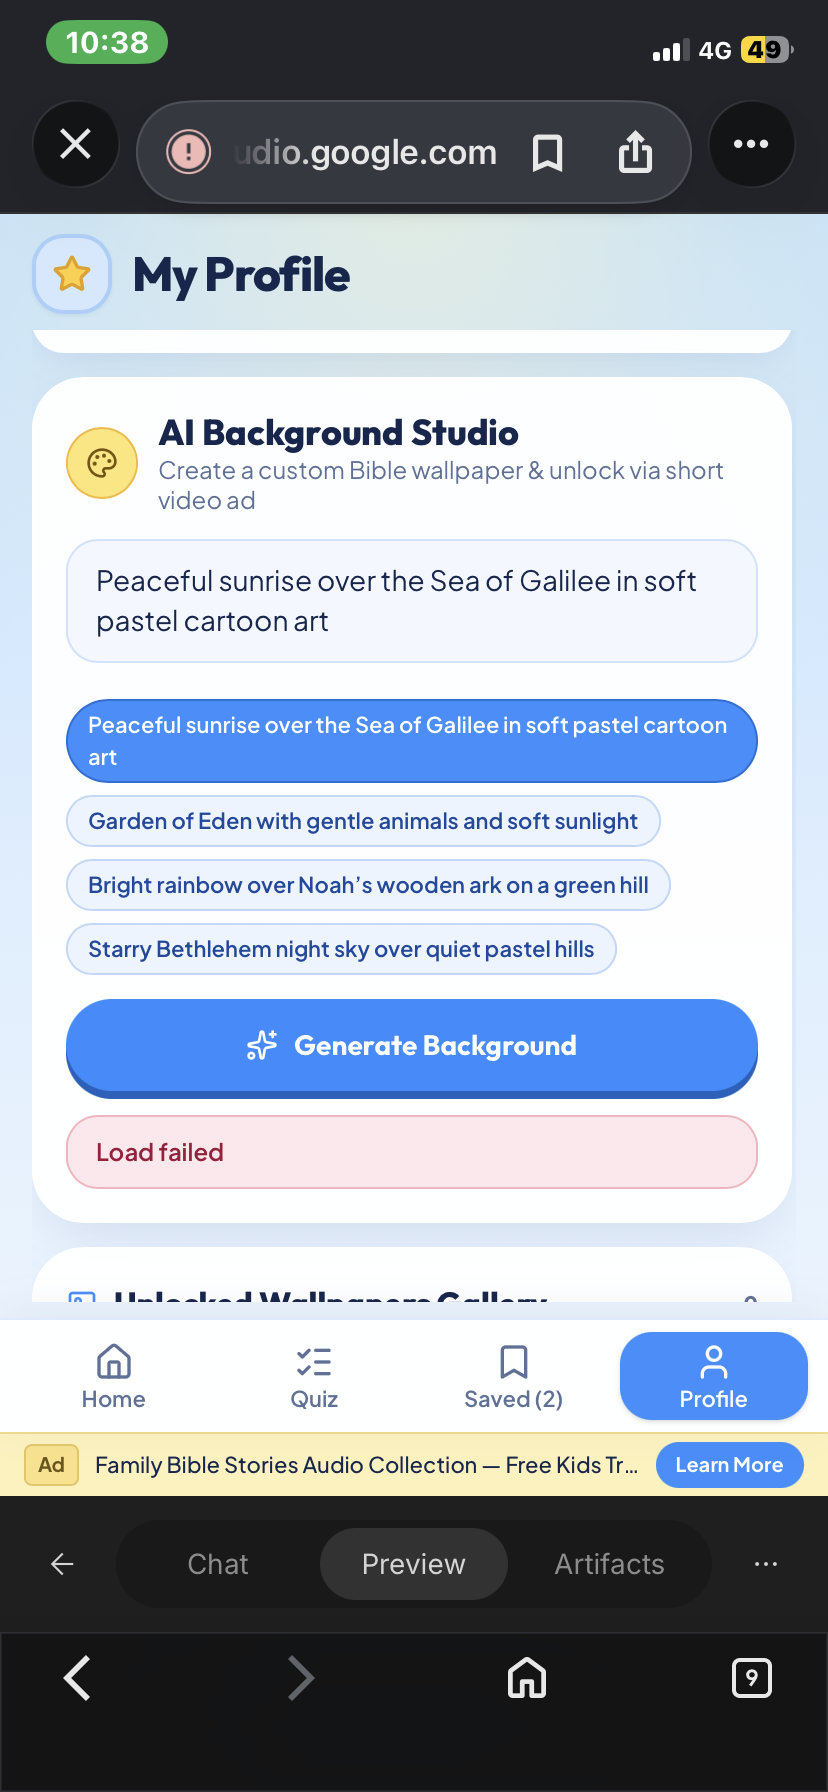 10:38
4G
49
udio.google.com
My Profile
AI Background Studio
Create a custom Bible wallpaper & unlock via short
video ad
Peaceful sunrise over the Sea of Galilee in soft
pastel cartoon art
Peaceful sunrise over the Sea of Galilee in soft pastel cartoon
art
Garden of Eden with gentle animals and soft sunlight
Bright rainbow over Noah’s wooden ark on a green hill
Starry Bethlehem night sky over quiet pastel hills
Generate Background
Load failed
Unlocked Wallpapers Gallery
Home
Quiz
Saved (2)
Profile
Ad
Family Bible Stories Audio Collection — Free Kids Tr...
Learn More
Chat
Preview
Artifacts
9